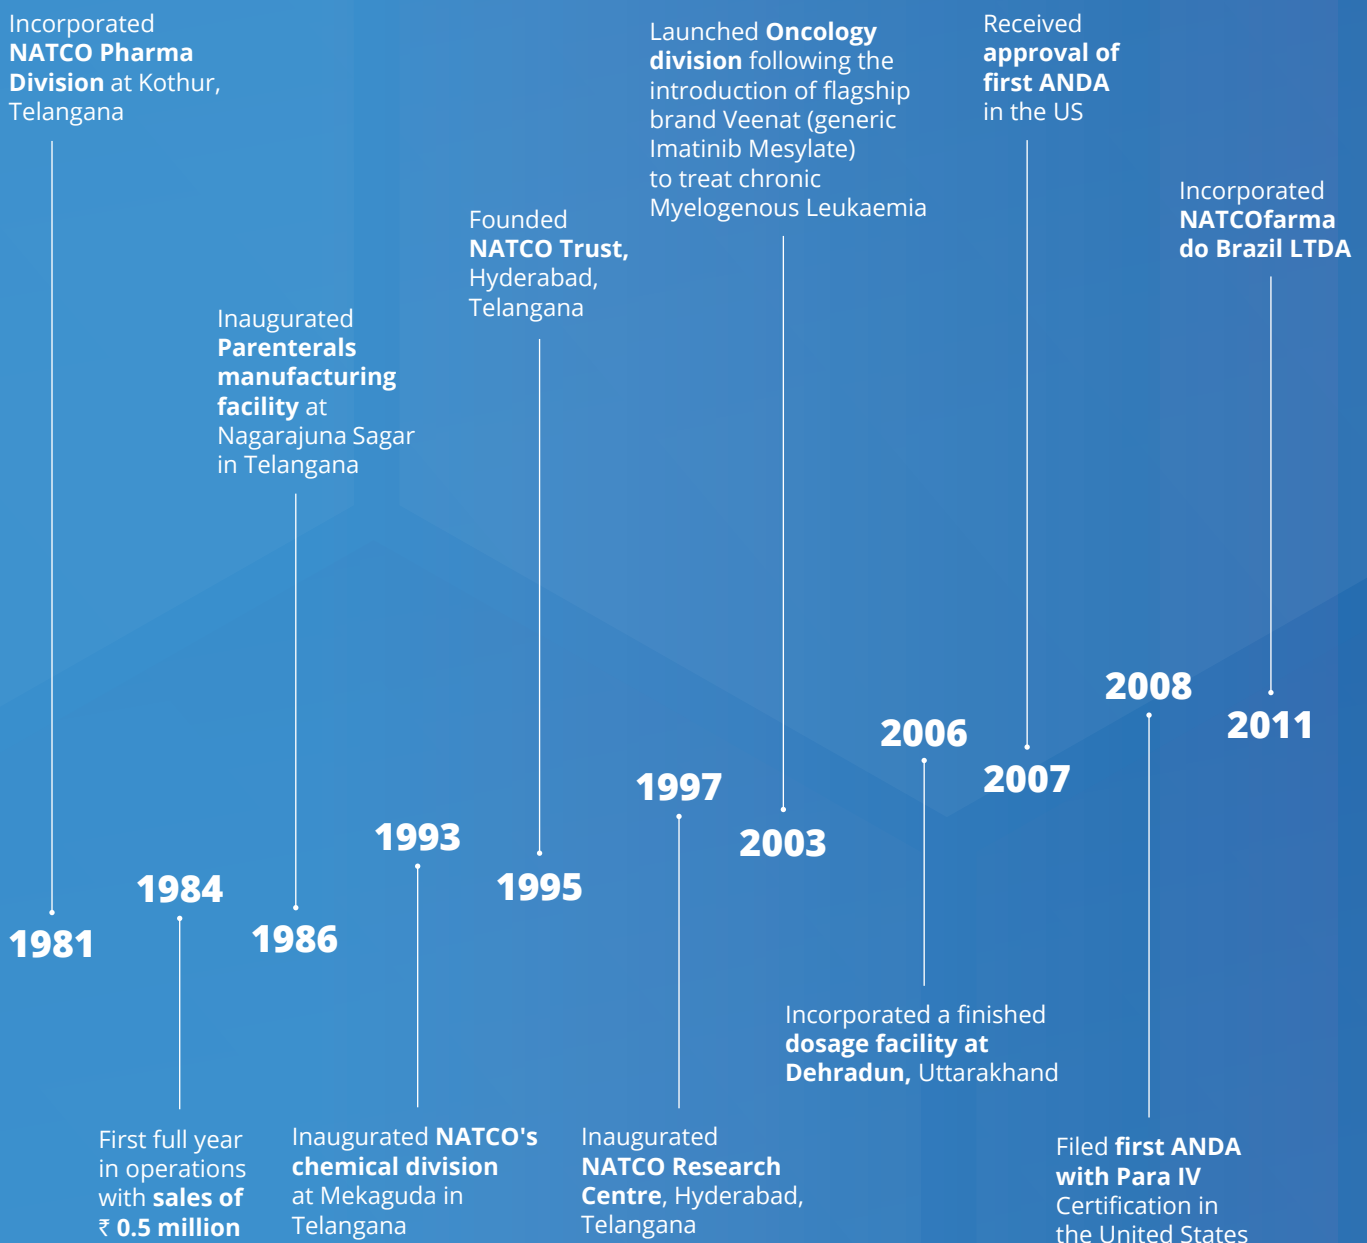 Incorporated
NATCO Pharma
Division at Kothur,
Telangana
1981
1984
First full year
in operations
with sales of
₹ 0.5 million
Inaugurated
Parenterals
manufacturing
facility at
Nagarajuna Sagar
in Telangana
1986
1993
Inaugurated NATCO's
chemical division
at Mekaguda in
Telangana
Founded
NATCO Trust,
Hyderabad,
Telangana
1995
1997
Inaugurated
NATCO Research
Centre, Hyderabad,
Telangana
Launched Oncology
division following the
introduction of flagship
brand Veenat (generic
Imatinib Mesylate)
to treat chronic
Myelogenous Leukaemia
2003
2006
Incorporated a finished
dosage facility at
Dehradun, Uttarakhand
Received
approval of
first ANDA
in the US
2007
2008
Filed first ANDA
with Para IV
Certification in
the United States
Incorporated
NATCOfarma
do Brazil LTDA
2011